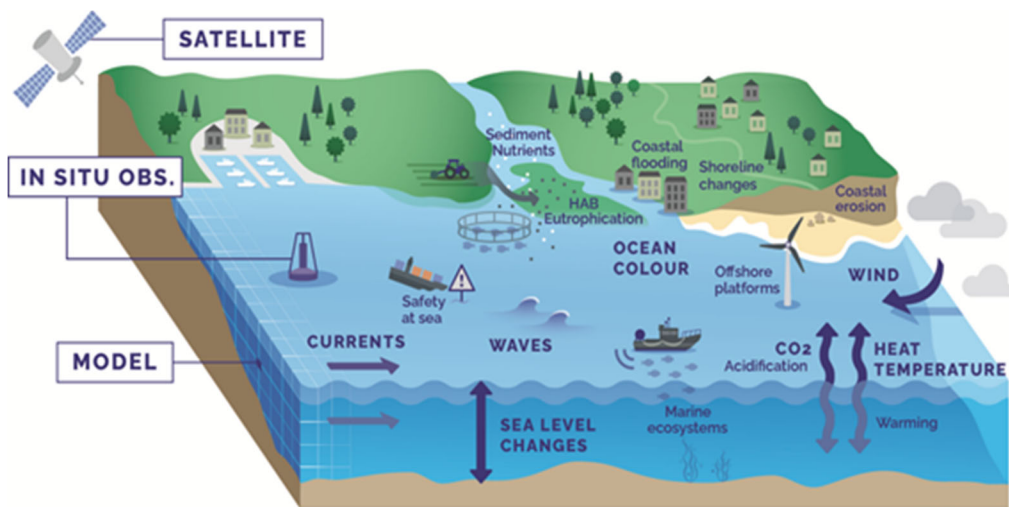 SATELLITE
IN SITU OBS.
MODEL
Sediment
Nutrients
Coastal
flooding
Shoreline
changes
Coastal
erosion
HAB
Eutrophication
OCEAN
COLOUR
Offshore
platforms
WIND
Safety
at sea
CURRENTS
WAVES
CO2
Acidification
HEAT
TEMPERATURE
SEA LEVEL
CHANGES
Marine
ecosystems
Warming